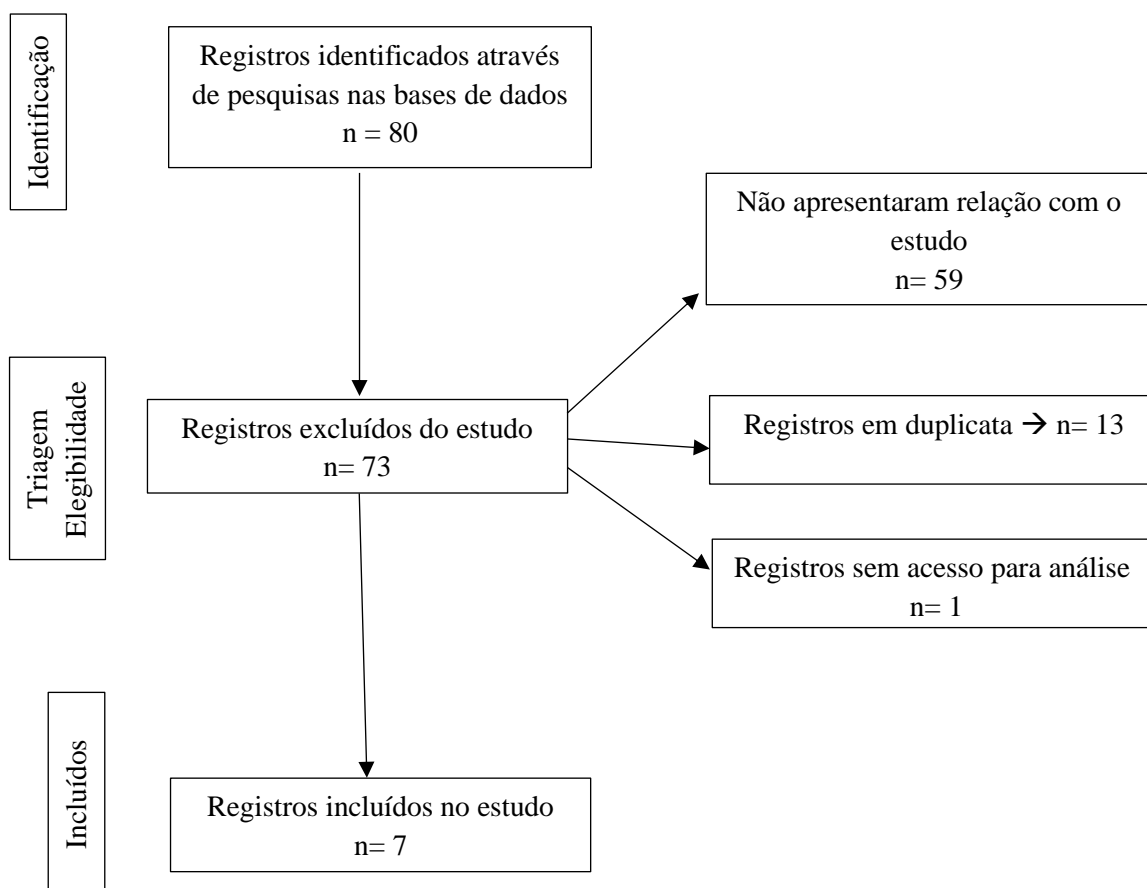 Identificação
Registros identificados através
de pesquisas nas bases de dados
n = 80
Não apresentaram relação com o
estudo
n= 59
Triagem
Elegibilidade
Registros excluídos do estudo
n= 73
Registros em duplicata → n= 13
Registros sem acesso para análise
n= 1
Incluídos
Registros incluídos no estudo
n= 7